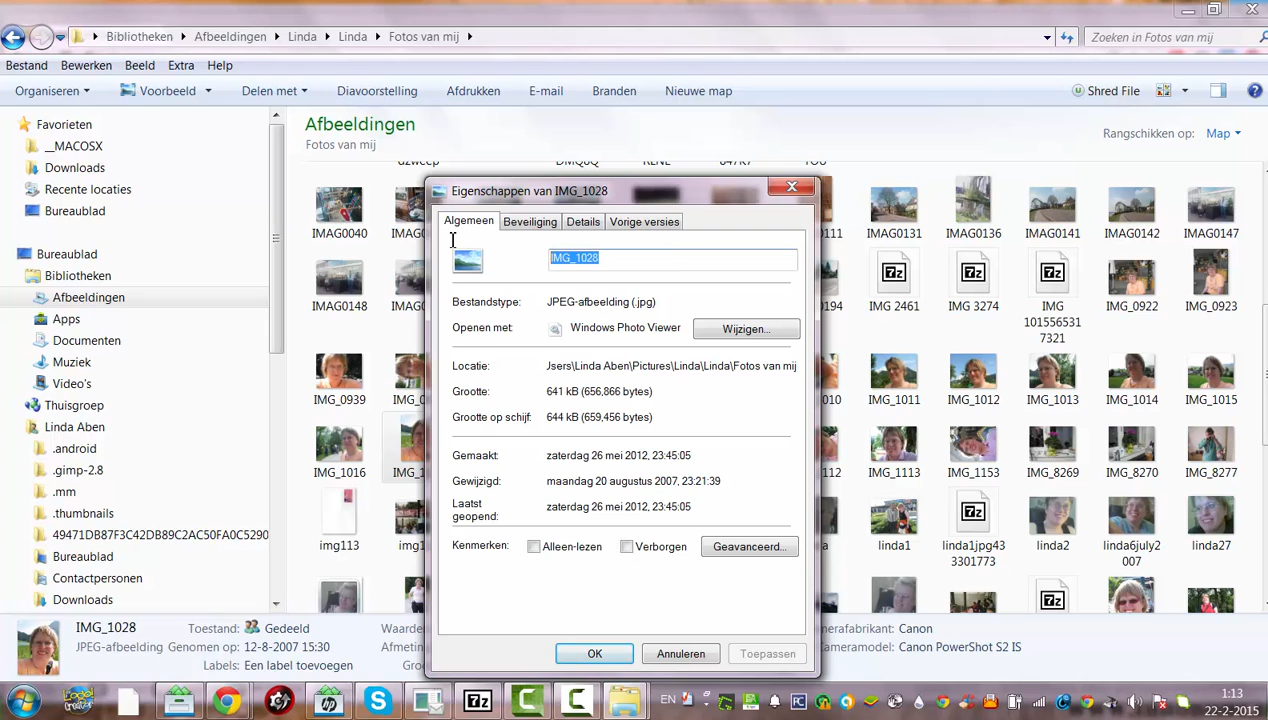 Bibliotheken Afbeeldingen Linda Linda Fotos van mij Zoeken in Fotos van mij
Bestand Bewerken Beeld Extra Help
Organiseren Voorbeeld Delen met Diavoorstelling Afdrukken E-mail Branden Nieuwe map Shred File
Favorieten
__MACOSX
Downloads
Recente locaties
Bureaublad
Bureaublad
Bibliotheken
Afbeeldingen
Apps
Documenten
Muziek
Video's
Thuisgroep
Linda Aben
.android
.gimp-2.8
.mm
.thumbnails
49471DB87F3C42DB89C2AC50FA0C5290
Bureaublad
Contactpersonen
Downloads
Afbeeldingen
Fotos van mij
Rangschikken op: Map
IMAG0040 IMAG0131 IMAG0136 IMAG0141 IMAG0142 IMAG0147
IMAG0148 IMG 2461 IMG 3274 IMG
101556531
7321 IMG_0922 IMG_0923
IMG_0939 IMG_1011 IMG_1012 IMG_1013 IMG_1014 IMG_1015
IMG_1016 IMG_1113 IMG_1153 IMG_8269 IMG_8270 IMG_8277
img113 linda1 linda1jpg43
3301773 linda2 linda6july2
007 linda27
Eigenschappen van IMG_1028
Algemeen Beveiliging Details Vorige versies
IMG_1028
Bestandstype: JPEG-afbeelding (.jpg)
Openen met: Windows Photo Viewer Wijzigen...
Locatie: Jsers\Linda Aben\Pictures\Linda\Linda\Fotos van mij
Grootte: 641 kB (656,866 bytes)
Grootte op schijf: 644 kB (659,456 bytes)
Gemaakt: zaterdag 26 mei 2012, 23:45:05
Gewijzigd: maandag 20 augustus 2007, 23:21:39
Laatst
geopend: zaterdag 26 mei 2012, 23:45:05
Kenmerken: Alleen-lezen Verborgen Geavanceerd...
OK Annuleren Toepassen
IMG_1028 Toestand: Gedeeld
JPEG-afbeelding Genomen op: 12-8-2007 15:30
Labels: Een label toevoegen
Canon
Canon PowerShot S2 IS
EN
1:13
22-2-2015